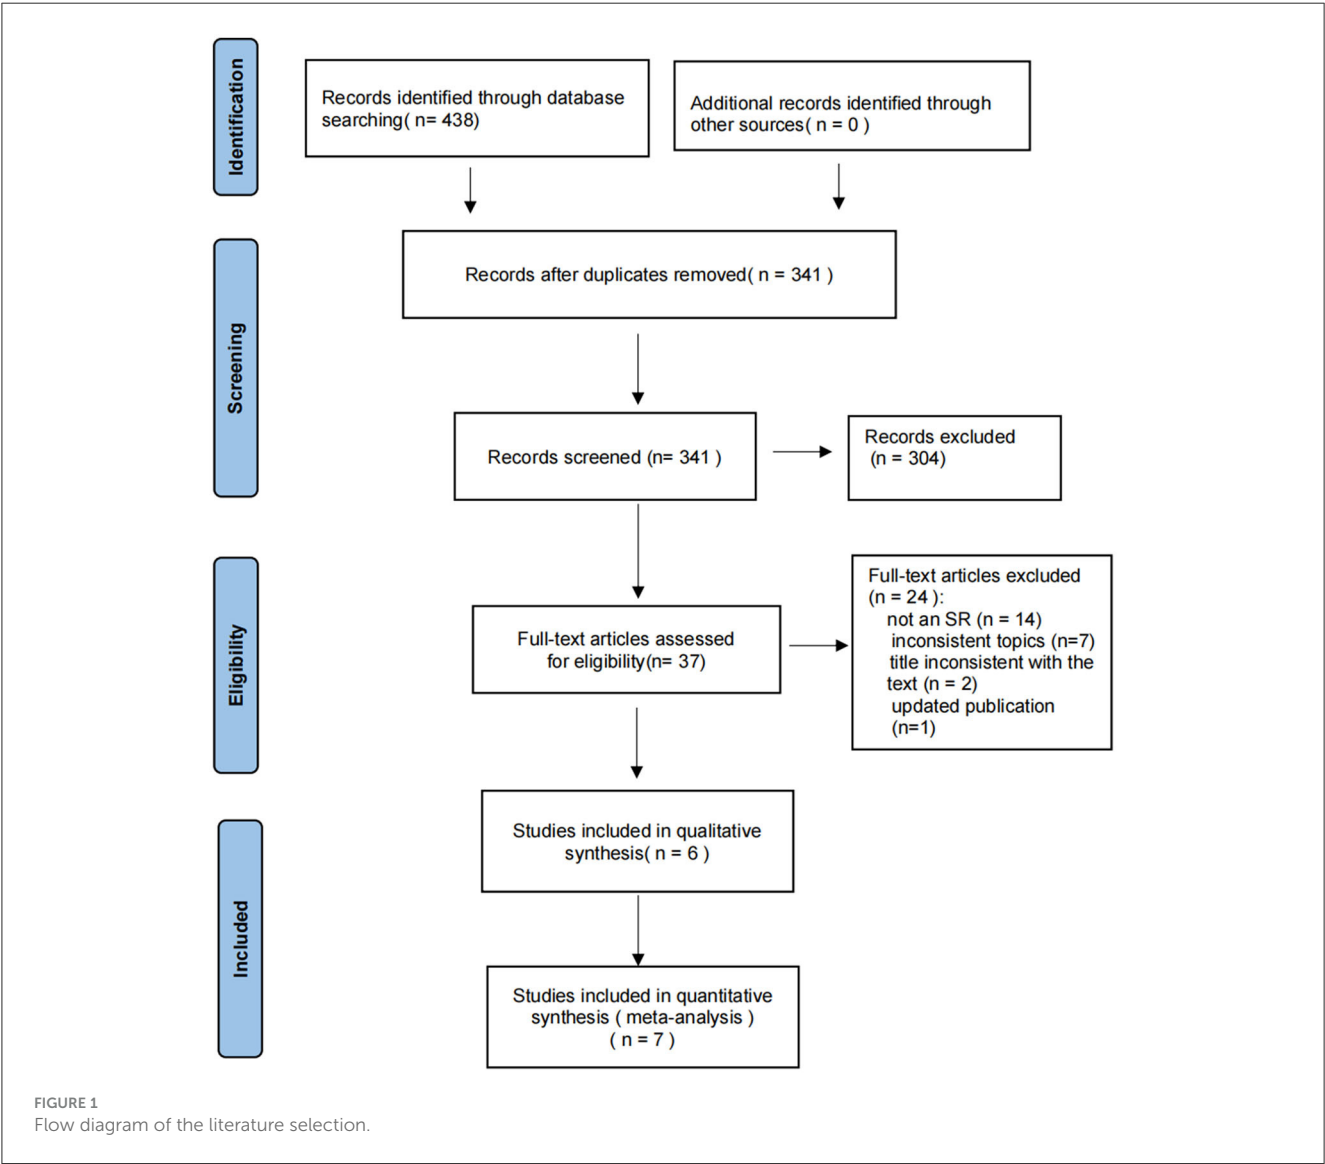 Identification
Records identified through database
searching( n= 438)
Additional records identified through
other sources( n = 0 )
Screening
Records after duplicates removed( n = 341 )
Records screened (n= 341 )
Records excluded
(n = 304)
Eligibility
Full-text articles assessed
for eligibility(n= 37)
Full-text articles excluded
(n = 24 ):
not an SR (n = 14)
inconsistent topics (n=7)
title inconsistent with the
text (n = 2)
updated publication
(n=1)
Included
Studies included in qualitative
synthesis( n = 6 )
Studies included in quantitative
synthesis ( meta-analysis )
( n = 7 )
FIGURE 1
Flow diagram of the literature selection.